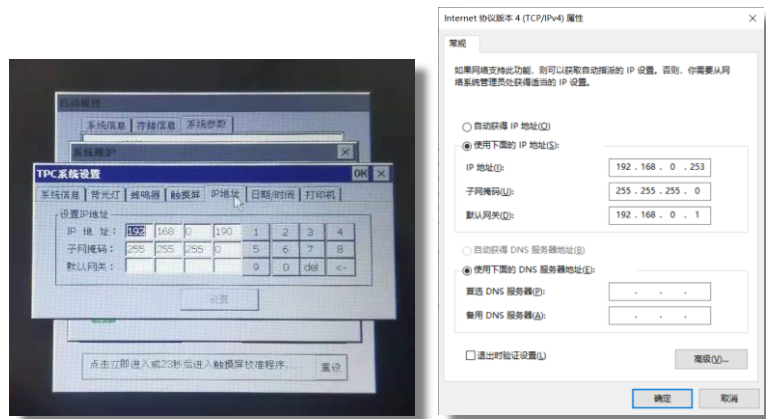 启动属性
系统信息 存储信息 系统参数
系统维护
TPC系统设置 OK ×
系统信息 背光灯 蜂鸣器 触摸屏 IP地址 日期/时间 打印机
设置IP地址
IP 地 址: 192 168 0 190 1 2 3 4
子网掩码: 255 255 255 0 5 6 7 8
默认网关: 9 0 del <-
设置
点击立即进入或23秒后进入触摸屏校准程序.... 重设
Internet 协议版本 4 (TCP/IPv4) 属性
常规
如果网络支持此功能，则可以获取自动指派的 IP 设置。否则，你需要从网
络系统管理员处获得适当的 IP 设置。
自动获得 IP 地址(O)
使用下面的 IP 地址(S):
IP 地址(I): 192 . 168 . 0 . 253
子网掩码(U): 255 . 255 . 255 . 0
默认网关(D): 192 . 168 . 0 . 1
自动获得 DNS 服务器地址(B)
使用下面的 DNS 服务器地址(E):
首选 DNS 服务器(P): . . .
备用 DNS 服务器(A): . . .
退出时验证设置(L)
高级(V)...
确定 取消